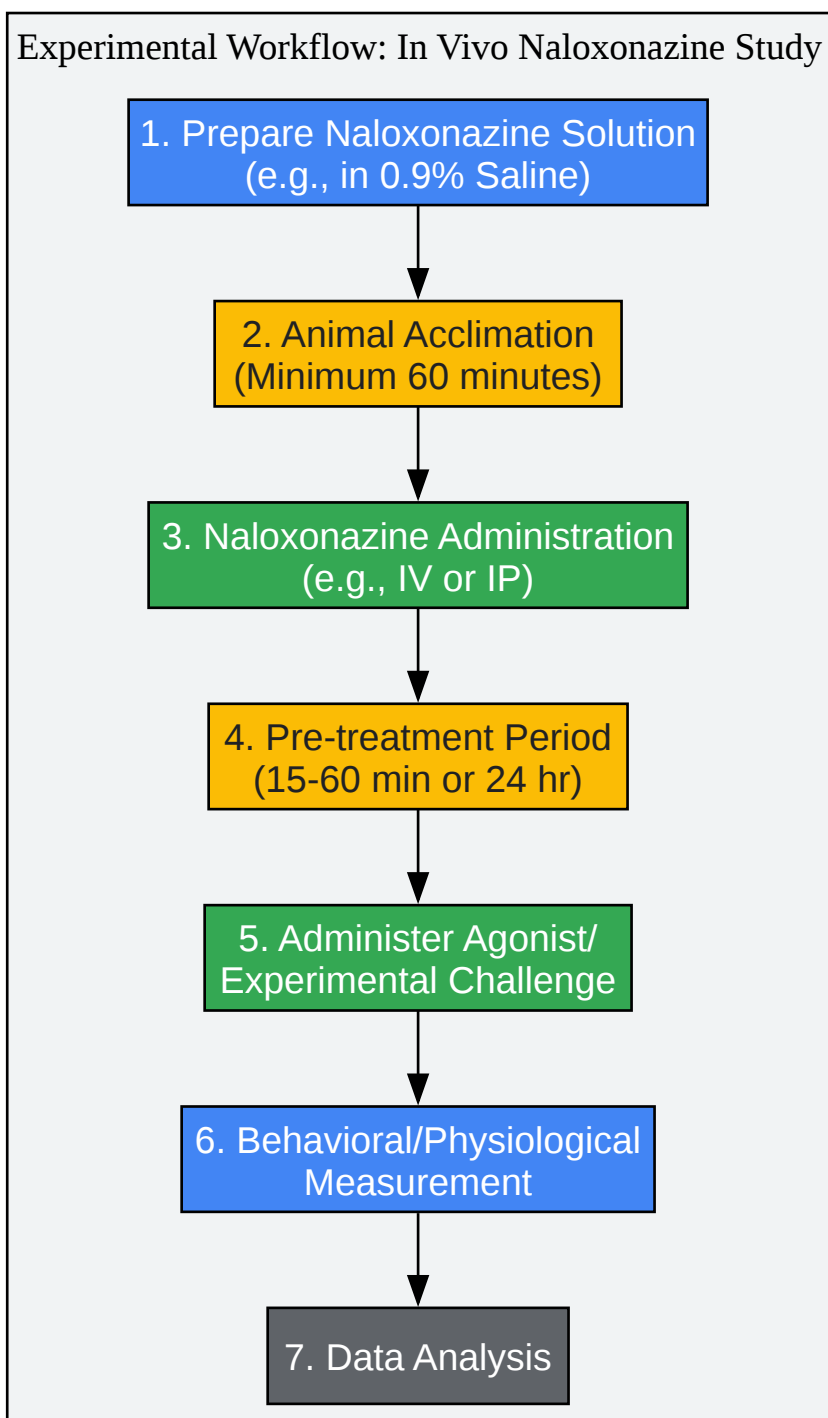 Experimental Workflow: In Vivo Naloxonazine Study
1. Prepare Naloxonazine Solution
(e.g., in 0.9% Saline)
2. Animal Acclimation
(Minimum 60 minutes)
3. Naloxonazine Administration
(e.g., IV or IP)
4. Pre-treatment Period
(15-60 min or 24 hr)
5. Administer Agonist/
Experimental Challenge
6. Behavioral/Physiological
Measurement
7. Data Analysis